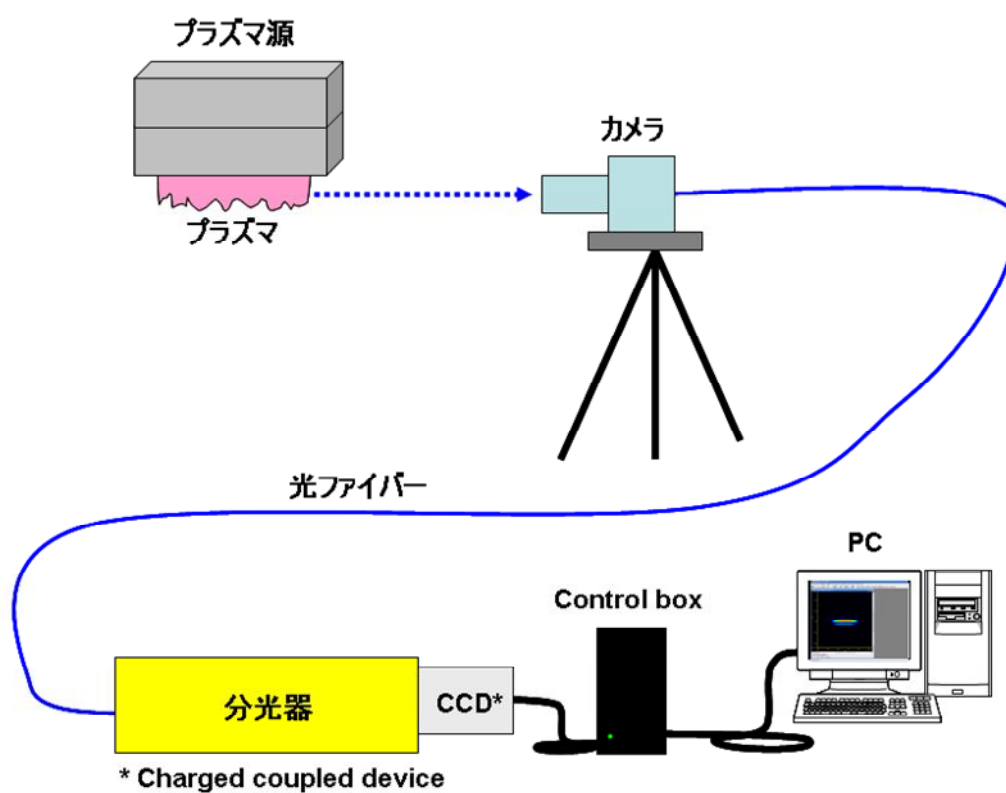 プラズマ源
カメラ
プラズマ
光ファイバー
PC
Control box
分光器
CCD*
* Charged coupled device